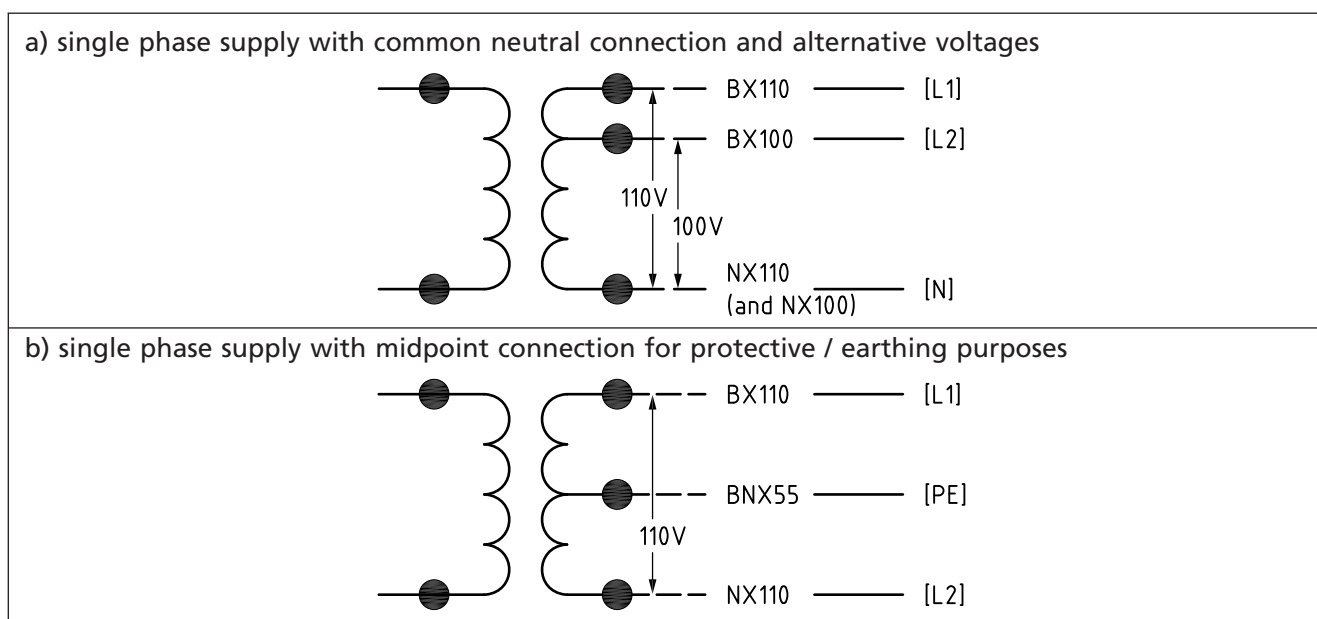 a) single phase supply with common neutral connection and alternative voltages
BX110 [L1]
BX100 [L2]
110V
100V
NX110 [N]
(and NX100)
b) single phase supply with midpoint connection for protective / earthing purposes
BX110 [L1]
BNX55 [PE]
110V
NX110 [L2]